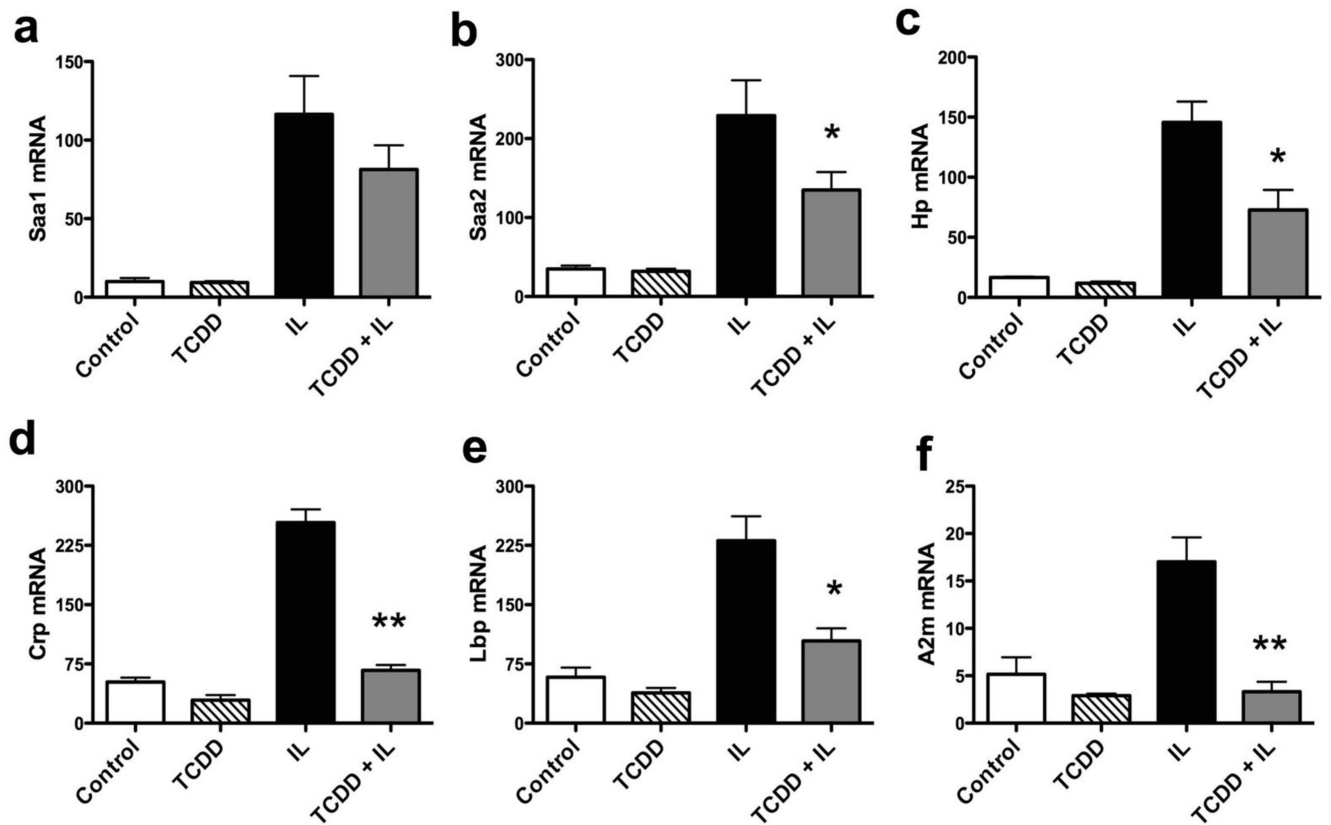 a
Saa1 mRNA
150
100
50
0
Control
TCDD
IL
TCDD + IL
b
Saa2 mRNA
300
200
100
0
*
Control
TCDD
IL
TCDD + IL
c
Hp mRNA
200
150
100
50
0
*
Control
TCDD
IL
TCDD + IL
d
Crp mRNA
300
225
150
75
0
**
Control
TCDD
IL
TCDD + IL
e
Lbp mRNA
300
225
150
75
0
*
Control
TCDD
IL
TCDD + IL
f
A2m mRNA
25
20
15
10
5
0
**
Control
TCDD
IL
TCDD + IL